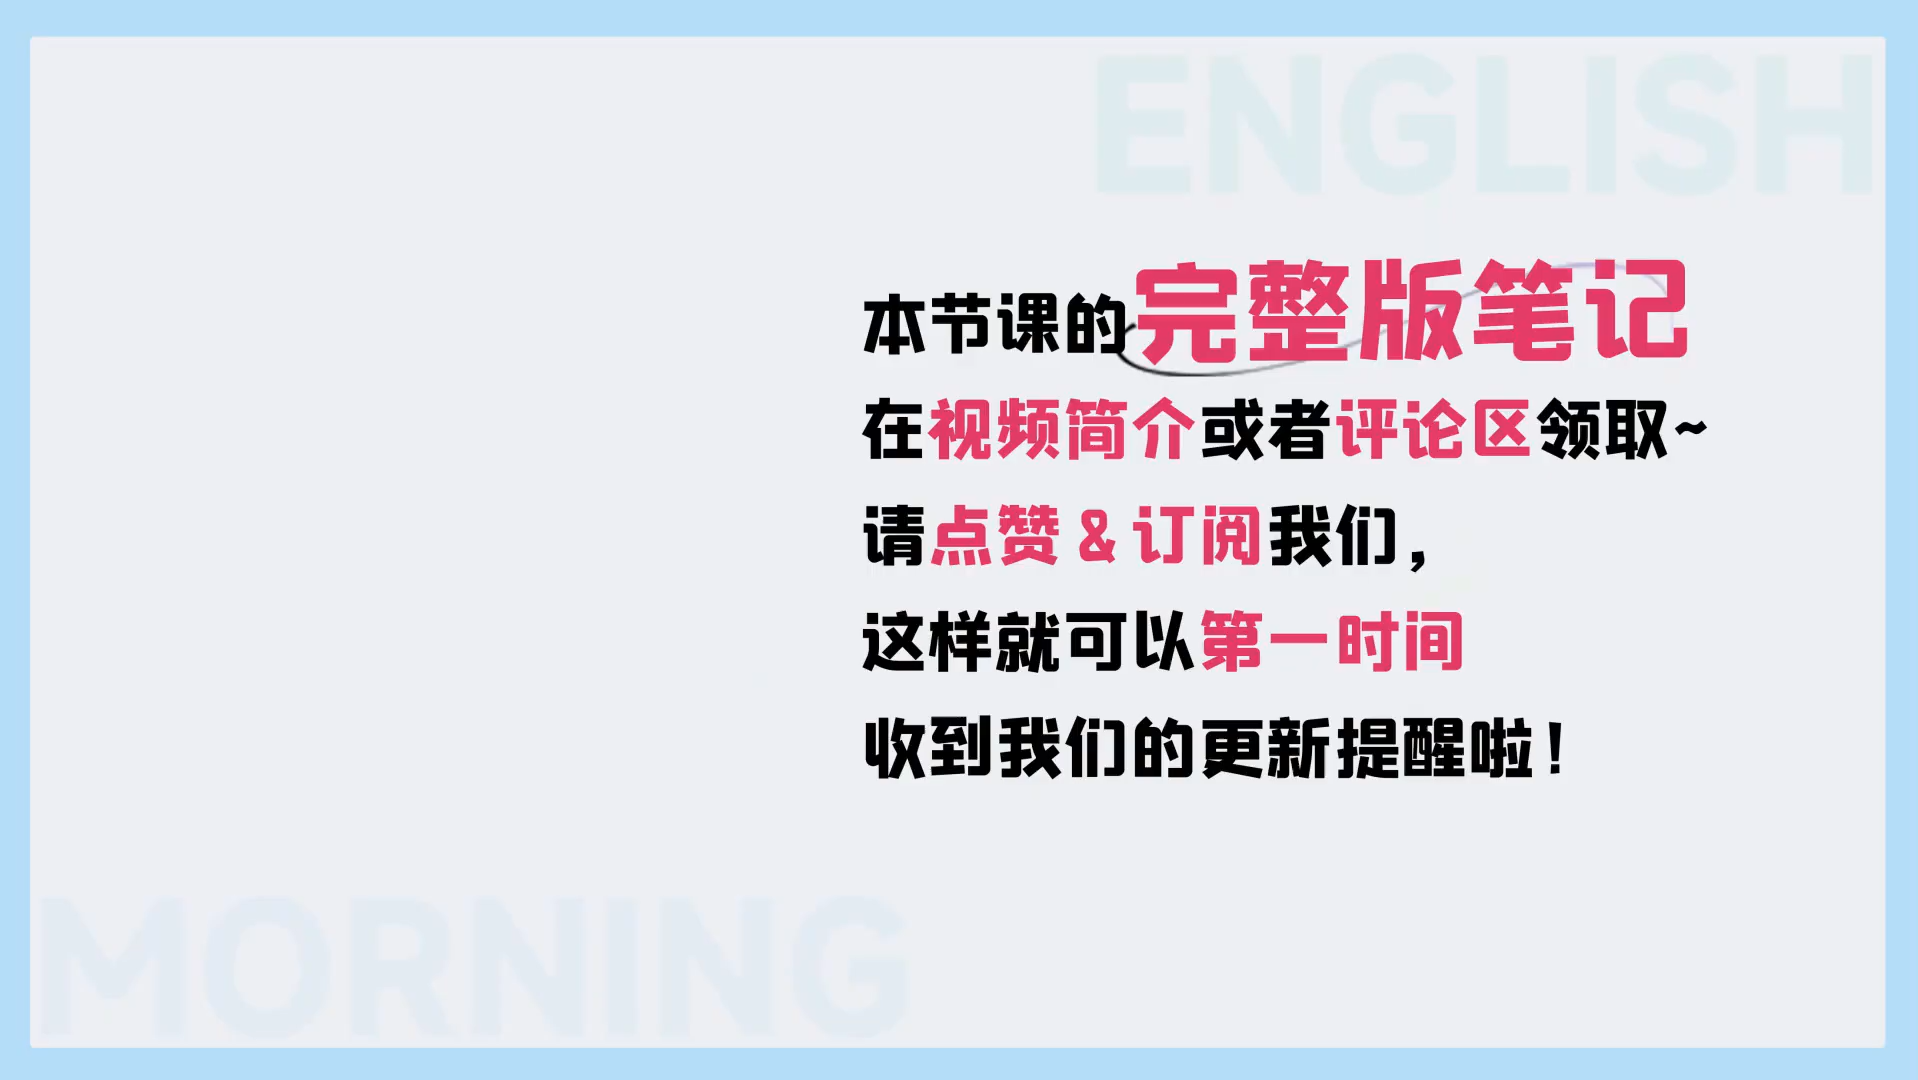 ENGLISH
本节课的完整版笔记
在视频简介或者评论区领取~
请点赞&订阅我们，
这样就可以第一时间
收到我们的更新提醒啦！
MORNING